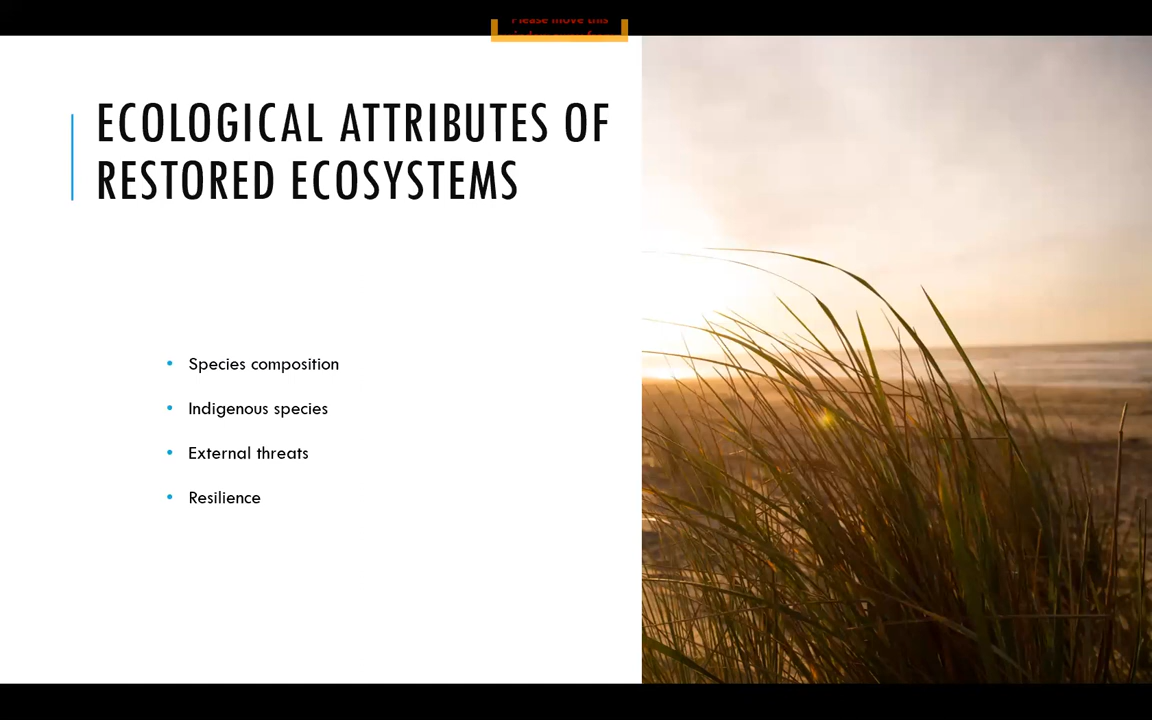 Please move this
ECOLOGICAL ATTRIBUTES OF
RESTORED ECOSYSTEMS
• Species composition
• Indigenous species
• External threats
• Resilience